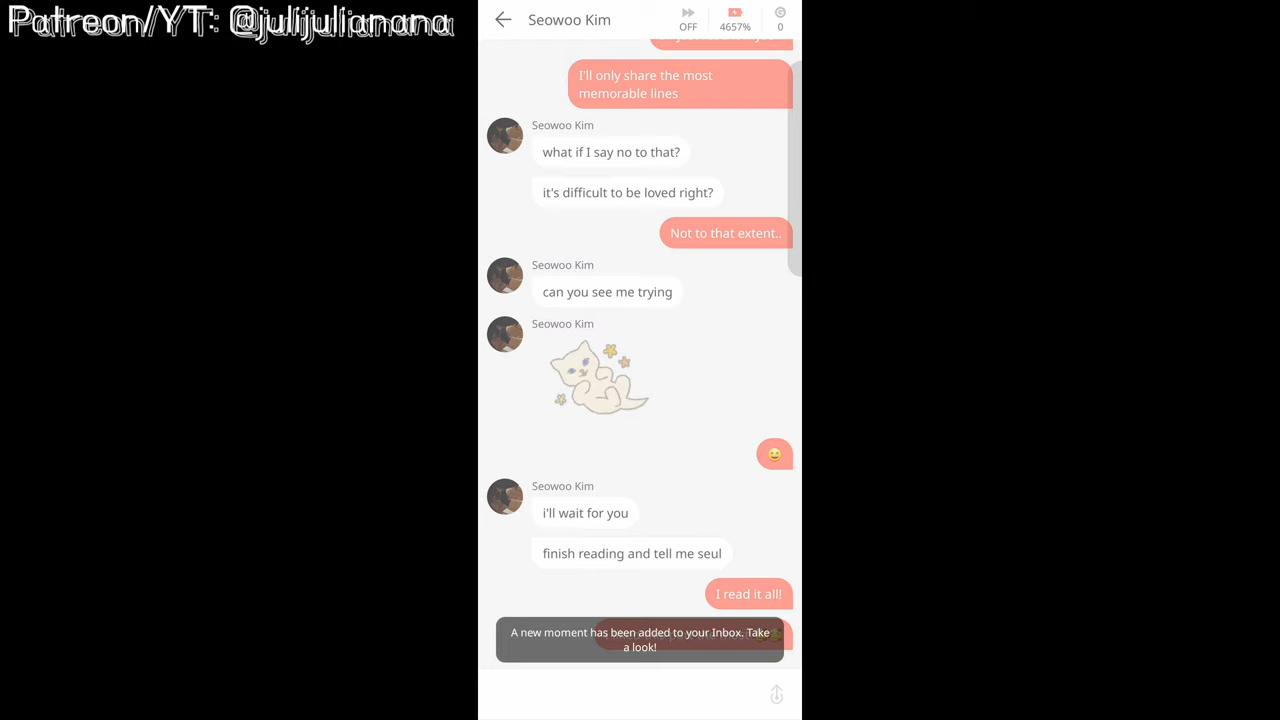 Patreon/YT: @julijulianana
Seowoo Kim
OFF
4657%
0
I'll only share the most
memorable lines
Seowoo Kim
what if I say no to that?
it's difficult to be loved right?
Not to that extent..
Seowoo Kim
can you see me trying
Seowoo Kim
😄
Seowoo Kim
i'll wait for you
finish reading and tell me seul
I read it all!
A new moment has been added to your Inbox. Take
a look!